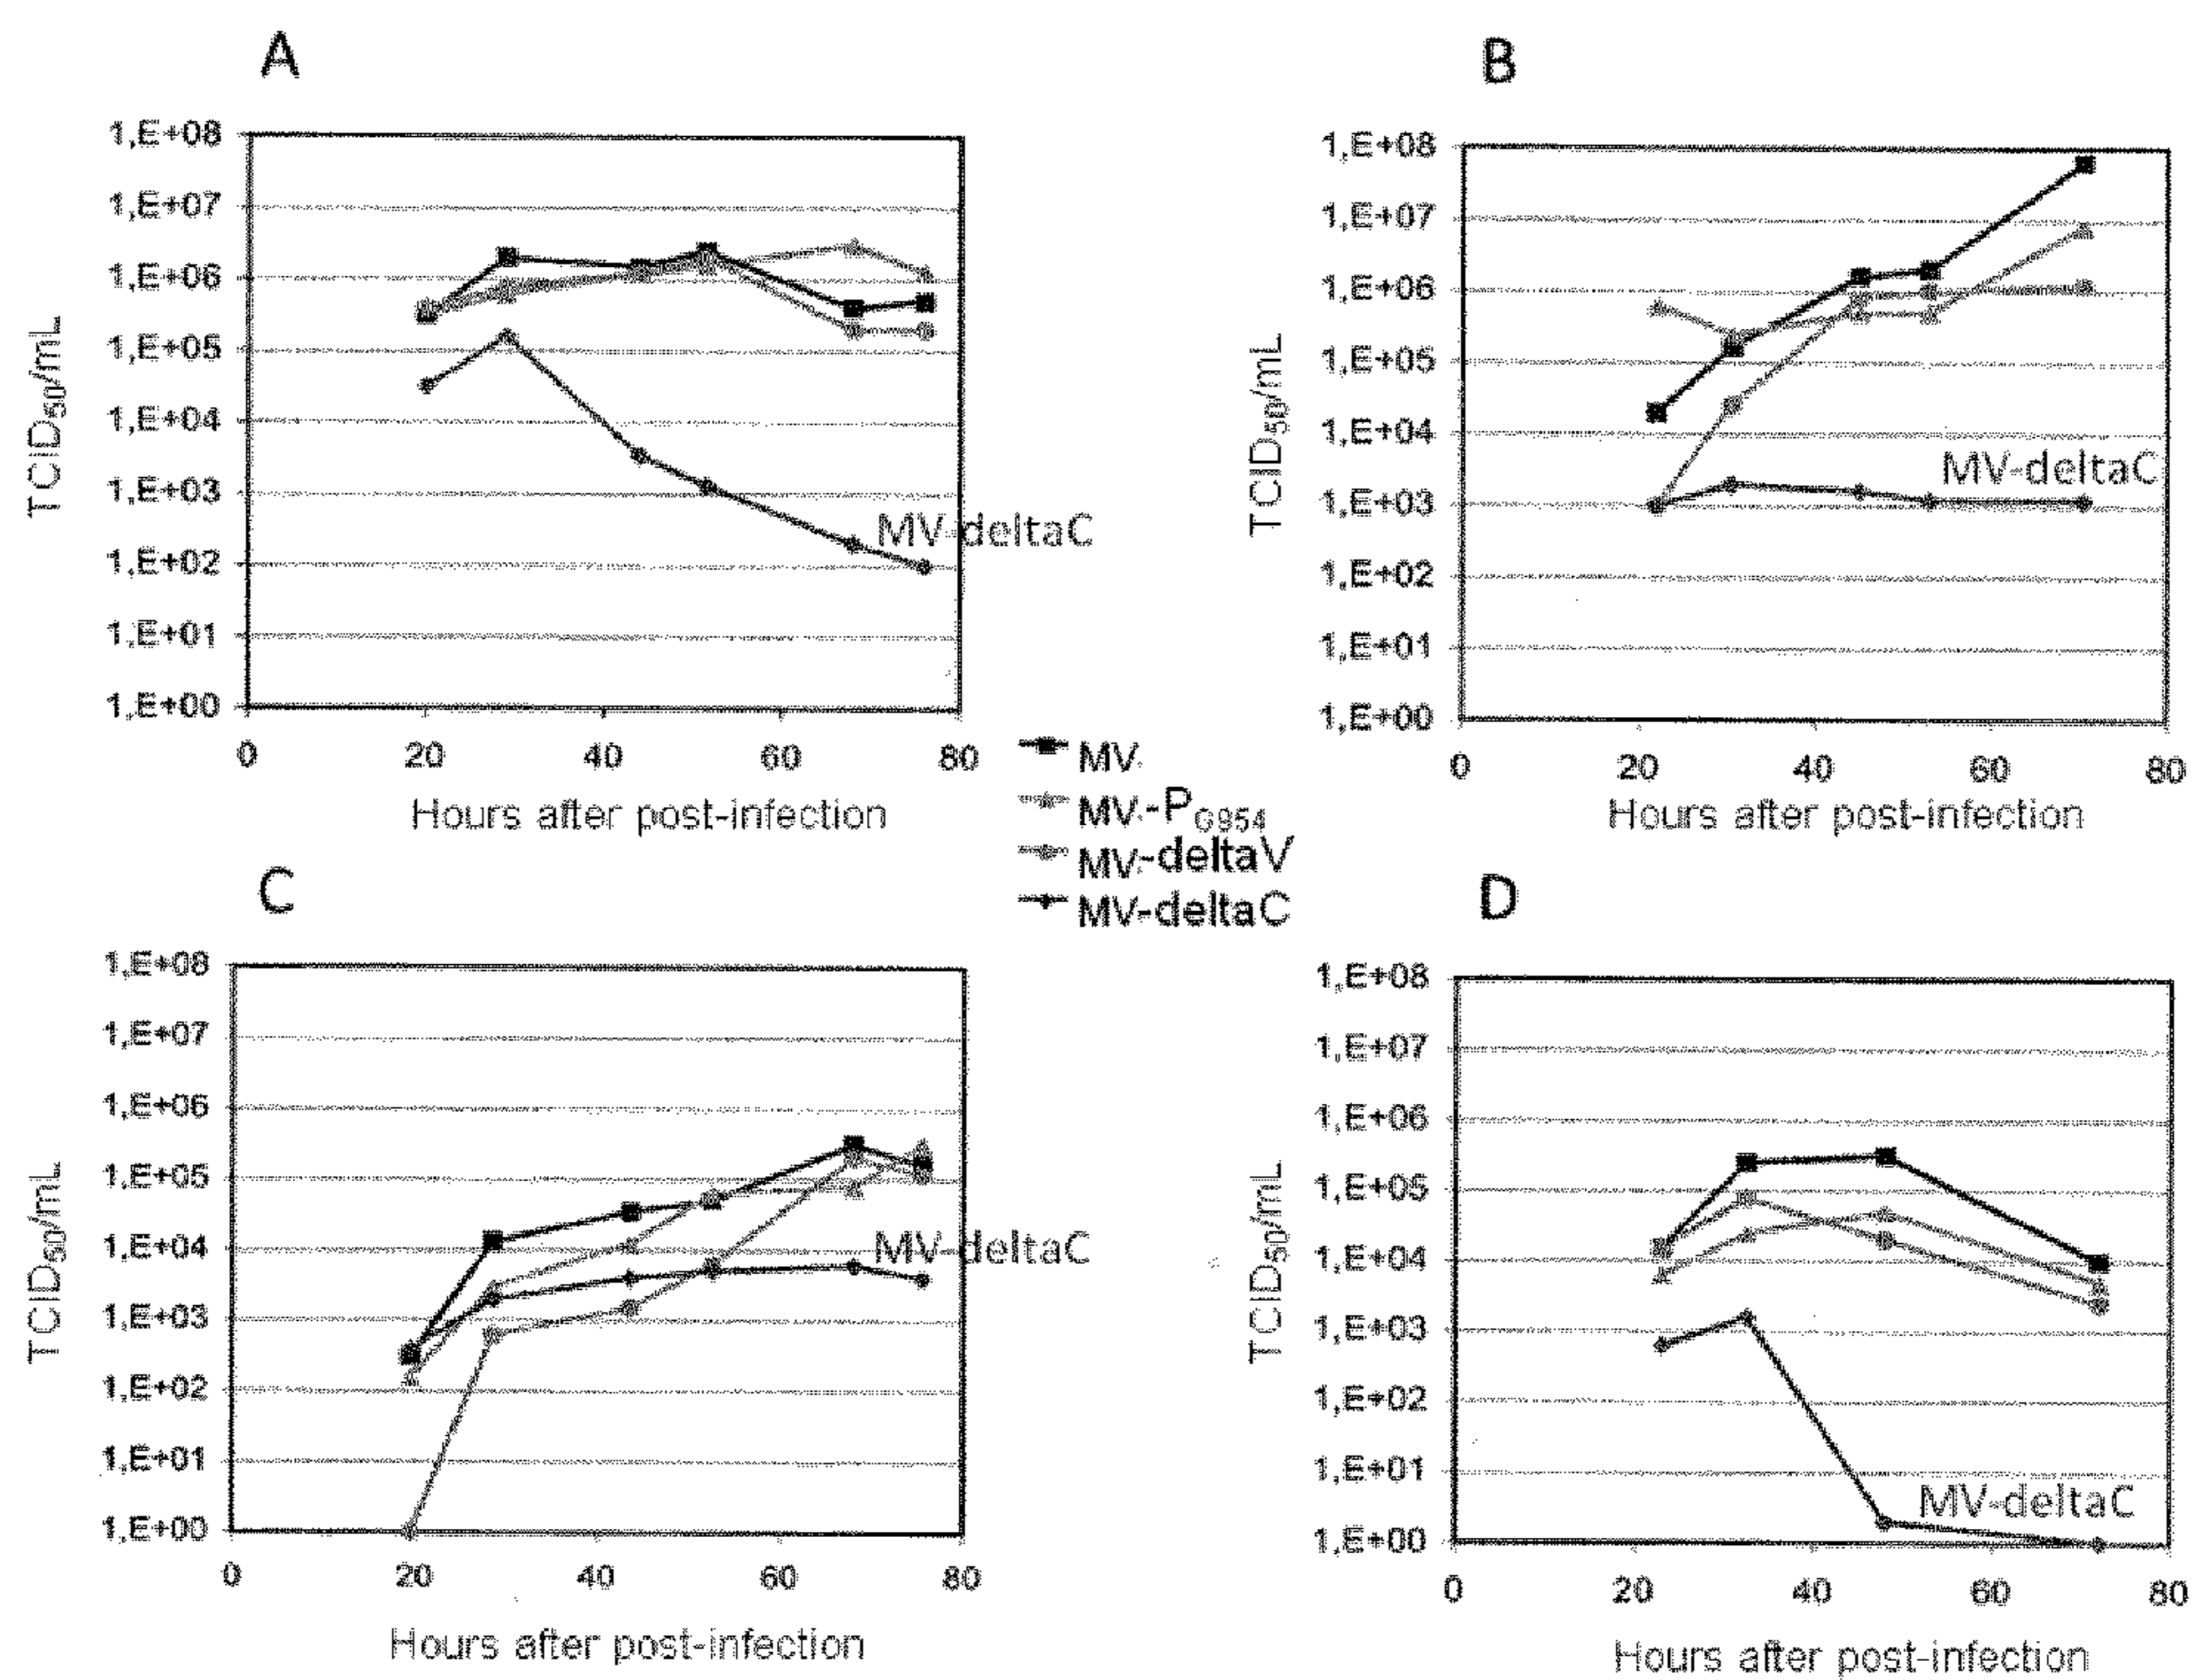 A
1,E+08
1,E+07
1,E+06
1,E+05
1,E+04
1,E+03
1,E+02
1,E+01
1,E+00
TCID50/mL
MV-deltaC
0 20 40 60 80
Hours after post-infection
B
1,E+08
1,E+07
1,E+06
1,E+05
1,E+04
1,E+03
1,E+02
1,E+01
1,E+00
TCID50/mL
MV-deltaC
0 20 40 60 80
Hours after post-infection
MV
MV-PG954
MV-deltaV
MV-deltaC
C
1,E+08
1,E+07
1,E+06
1,E+05
1,E+04
1,E+03
1,E+02
1,E+01
1,E+00
TCID50/mL
MV-deltaC
0 20 40 60 80
Hours after post-infection
D
1,E+08
1,E+07
1,E+06
1,E+05
1,E+04
1,E+03
1,E+02
1,E+01
1,E+00
TCID50/mL
MV-deltaC
0 20 40 60 80
Hours after post-infection